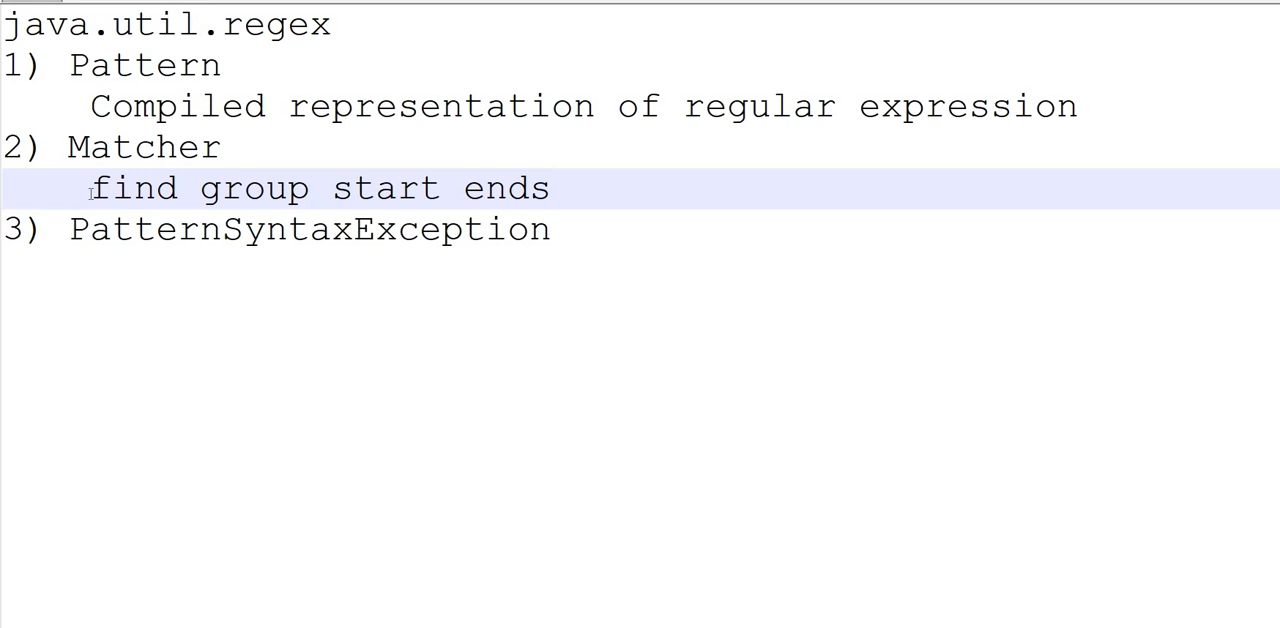 java.util.regex
1) Pattern
Compiled representation of regular expression
2) Matcher
find group start ends
3) PatternSyntaxException